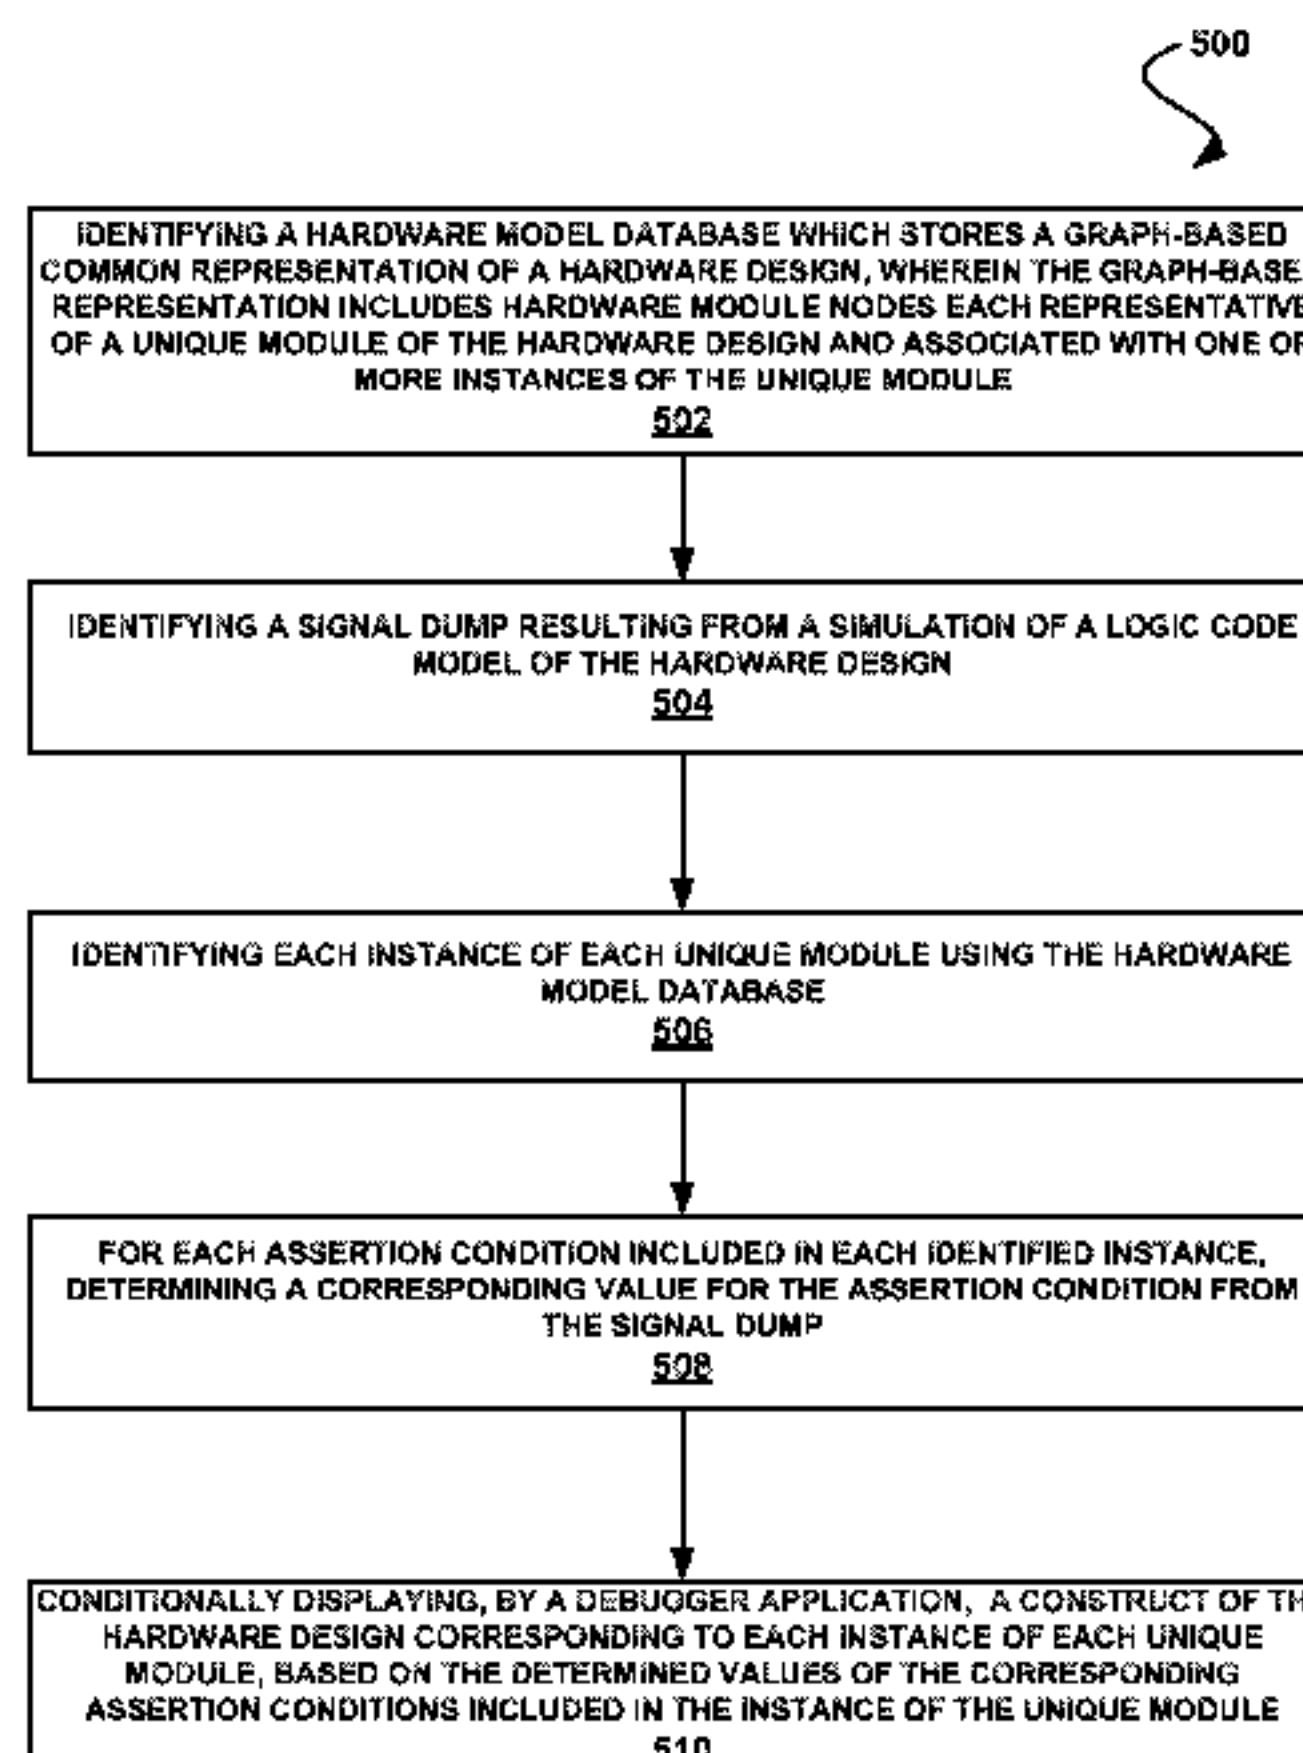 500
IDENTIFYING A HARDWARE MODEL DATABASE WHICH STORES A GRAPH-BASED
COMMON REPRESENTATION OF A HARDWARE DESIGN, WHEREIN THE GRAPH-BASE
REPRESENTATION INCLUDES HARDWARE MODULE NODES EACH REPRESENTATIVE
OF A UNIQUE MODULE OF THE HARDWARE DESIGN AND ASSOCIATED WITH ONE OR
MORE INSTANCES OF THE UNIQUE MODULE
502
IDENTIFYING A SIGNAL DUMP RESULTING FROM A SIMULATION OF A LOGIC CODE
MODEL OF THE HARDWARE DESIGN
504
IDENTIFYING EACH INSTANCE OF EACH UNIQUE MODULE USING THE HARDWARE
MODEL DATABASE
506
FOR EACH ASSERTION CONDITION INCLUDED IN EACH IDENTIFIED INSTANCE,
DETERMINING A CORRESPONDING VALUE FOR THE ASSERTION CONDITION FROM
THE SIGNAL DUMP
508
CONDITIONALLY DISPLAYING, BY A DEBUGGER APPLICATION, A CONSTRUCT OF TH
HARDWARE DESIGN CORRESPONDING TO EACH INSTANCE OF EACH UNIQUE
MODULE, BASED ON THE DETERMINED VALUES OF THE CORRESPONDING
ASSERTION CONDITIONS INCLUDED IN THE INSTANCE OF THE UNIQUE MODULE
510